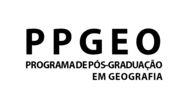 PPGEO
PROGRAMA DE PÓS-GRADUAÇÃO
EM GEOGRAFIA